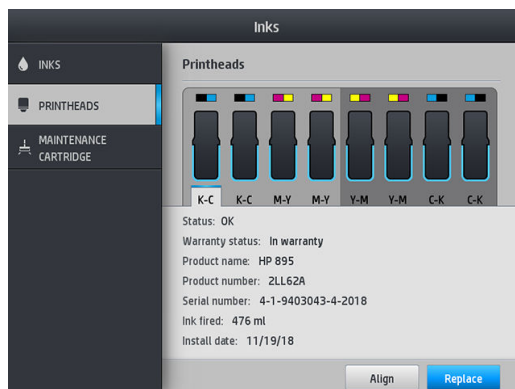 Inks
INKS
PRINTHEADS
MAINTENANCE
CARTRIDGE
Printheads
K-C K-C M-Y M-Y Y-M Y-M C-K C-K
Status: OK
Warranty status: In warranty
Product name: HP 895
Product number: 2LL62A
Serial number: 4-1-9403043-4-2018
Ink fired: 476 ml
Install date: 11/19/18
Align Replace